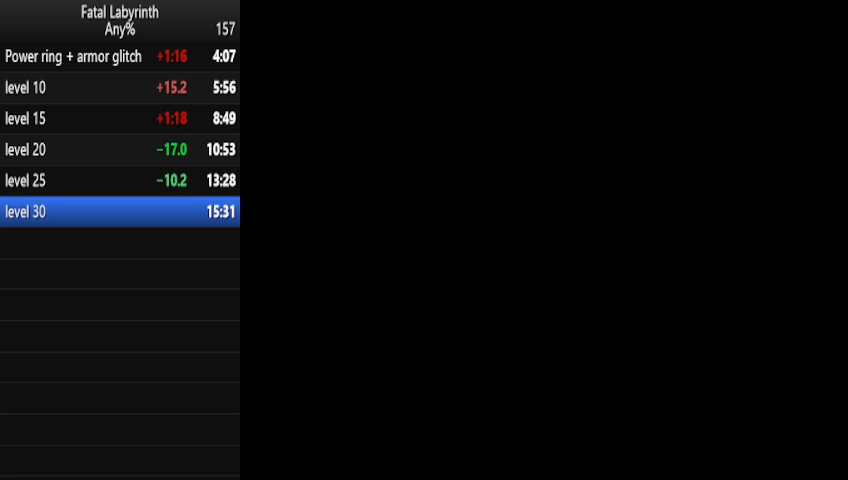 Fatal Labyrinth
Any% 157
Power ring + armor glitch +1:16 4:07
level 10 +15.2 5:56
level 15 +1:18 8:49
level 20 −17.0 10:53
level 25 −10.2 13:28
level 30 15:31